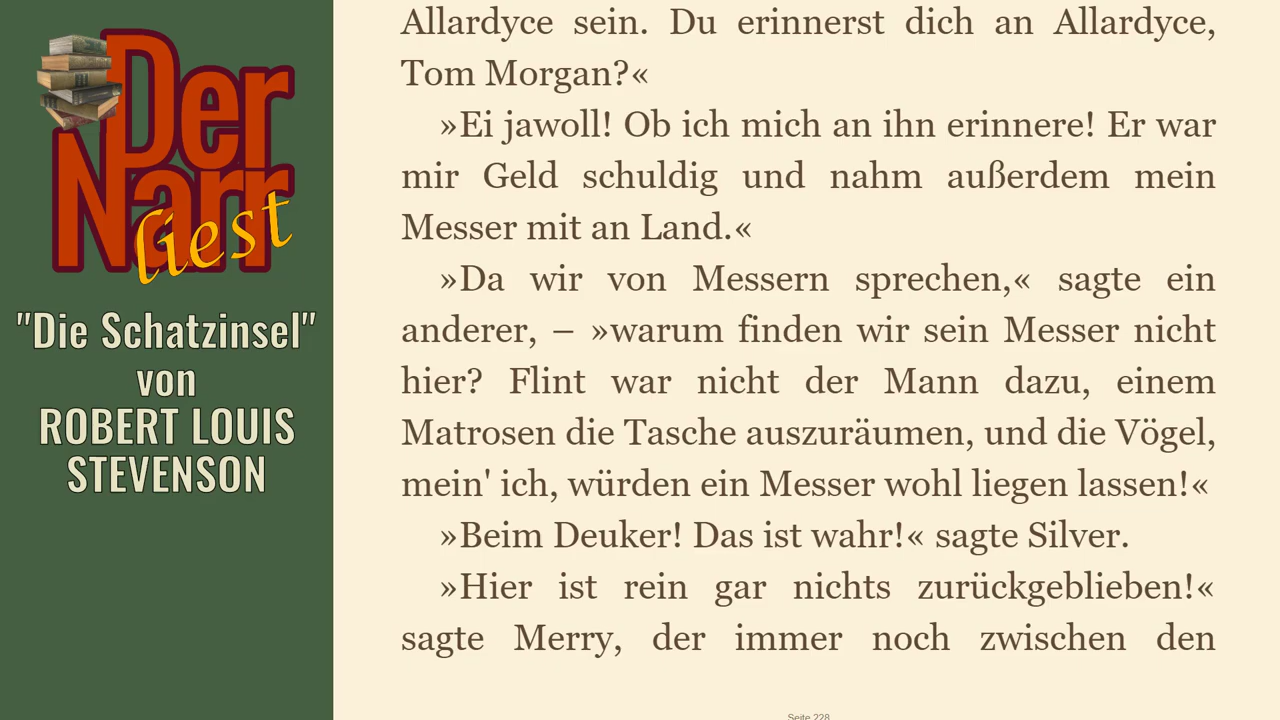 Der
Narr
liest
"Die Schatzinsel"
von
ROBERT LOUIS
STEVENSON
Allardyce sein. Du erinnerst dich an Allardyce,
Tom Morgan?«
»Ei jawoll! Ob ich mich an ihn erinnere! Er war
mir Geld schuldig und nahm außerdem mein
Messer mit an Land.«
»Da wir von Messern sprechen,« sagte ein
anderer, – »warum finden wir sein Messer nicht
hier? Flint war nicht der Mann dazu, einem
Matrosen die Tasche auszuräumen, und die Vögel,
mein' ich, würden ein Messer wohl liegen lassen!«
»Beim Deuker! Das ist wahr!« sagte Silver.
»Hier ist rein gar nichts zurückgeblieben!«
sagte Merry, der immer noch zwischen den
Seite 228